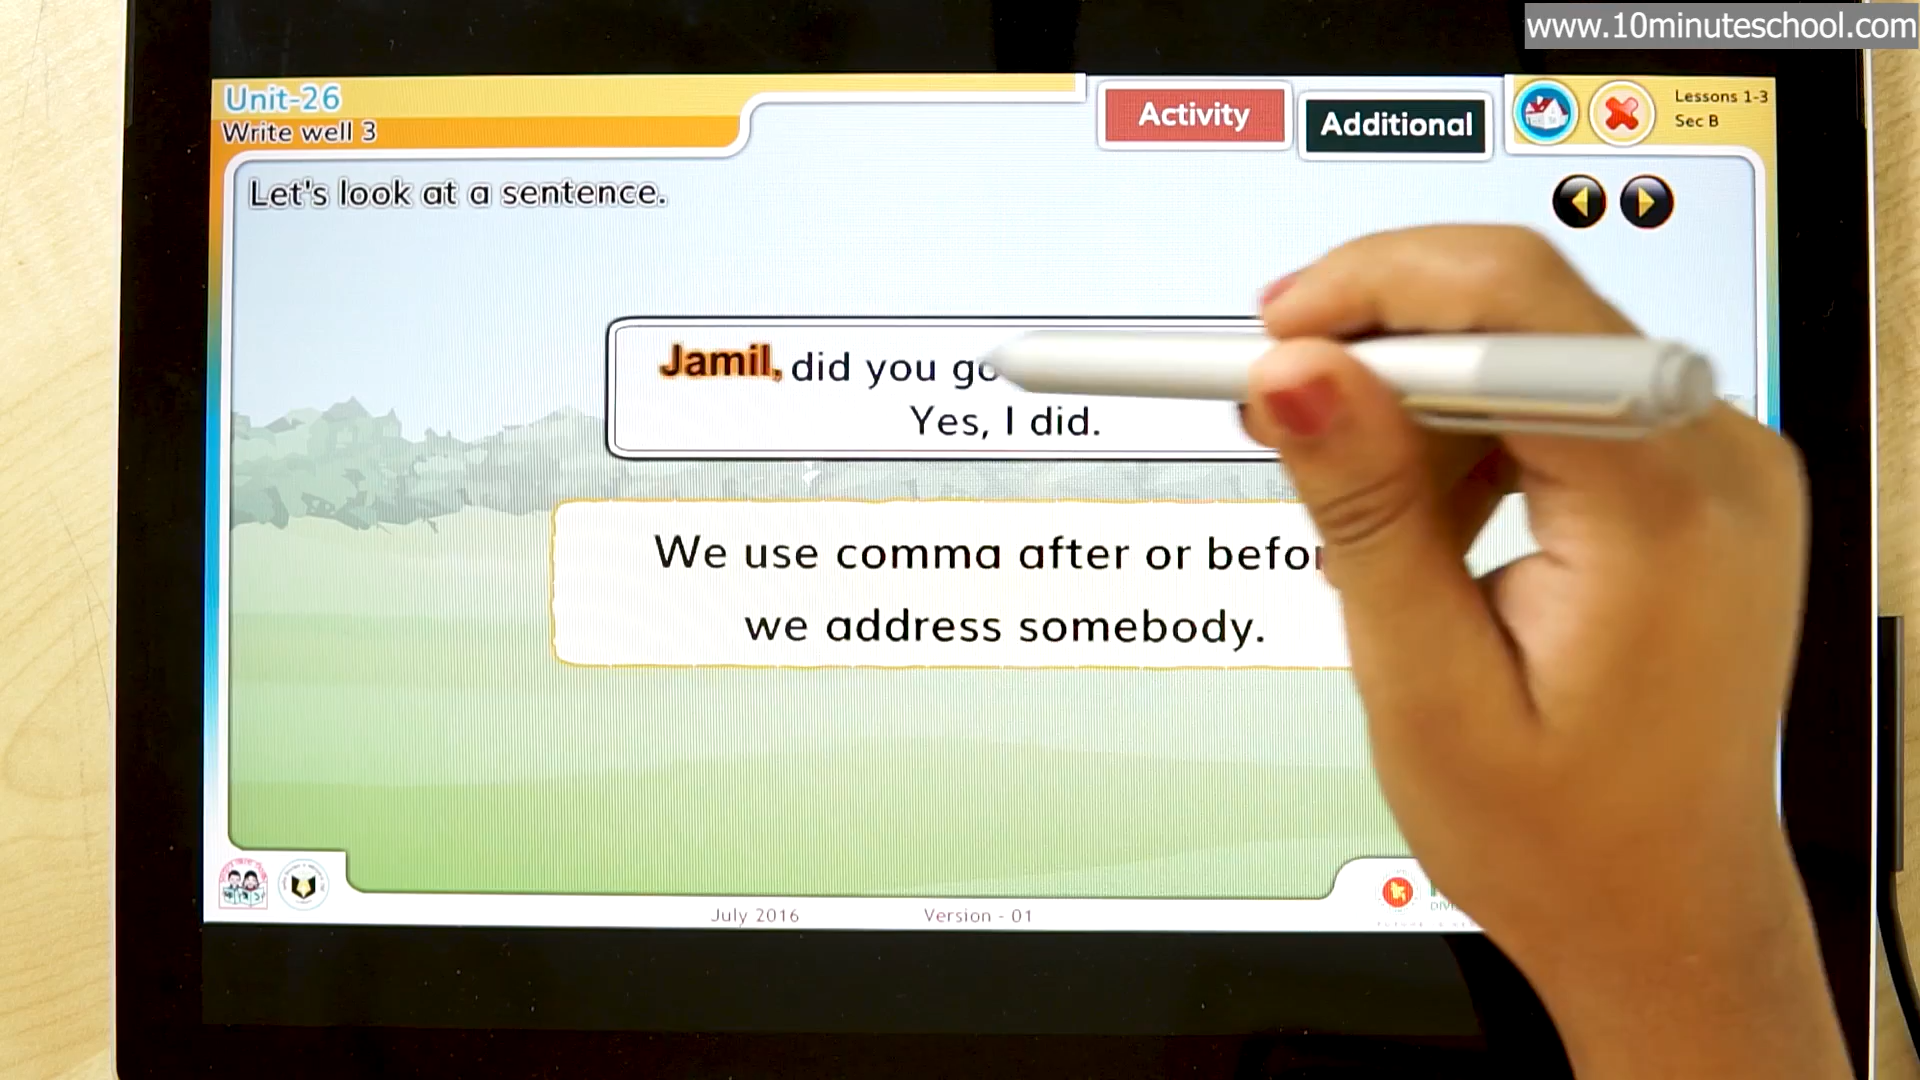 www.10minuteschool.com
Unit-26
Write well 3
Activity
Additional
Lessons 1-3
Sec B
Let's look at a sentence.
Jamil, did you go
Yes, I did.
We use comma after or
we address somebody.
July 2016
Version - 01